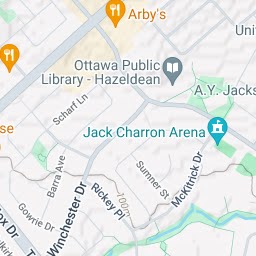 Arby's
Ottawa Public
Library - Hazeldean
Scharf Ln
A.Y. Jacks
Jack Charron Arena
Barra Ave
Rickey Pl
100m
Sumner St
McKitrick Dr
Gowrie Dr
Winchester Dr